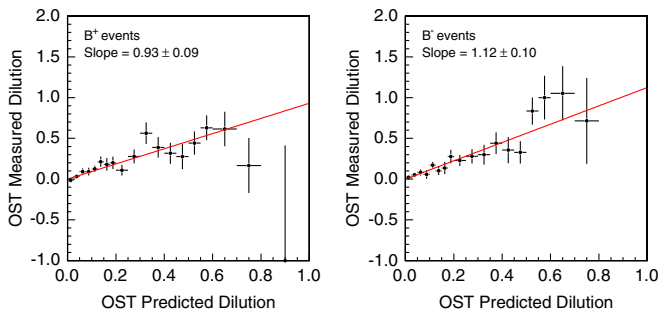 B⁺ events
Slope = 0.93 ± 0.09
OST Measured Dilution
2.0
1.5
1.0
0.5
0.0
-0.5
-1.0
0.0 0.2 0.4 0.6 0.8 1.0
OST Predicted Dilution
B⁻ events
Slope = 1.12 ± 0.10
OST Measured Dilution
2.0
1.5
1.0
0.5
0.0
-0.5
-1.0
0.0 0.2 0.4 0.6 0.8 1.0
OST Predicted Dilution